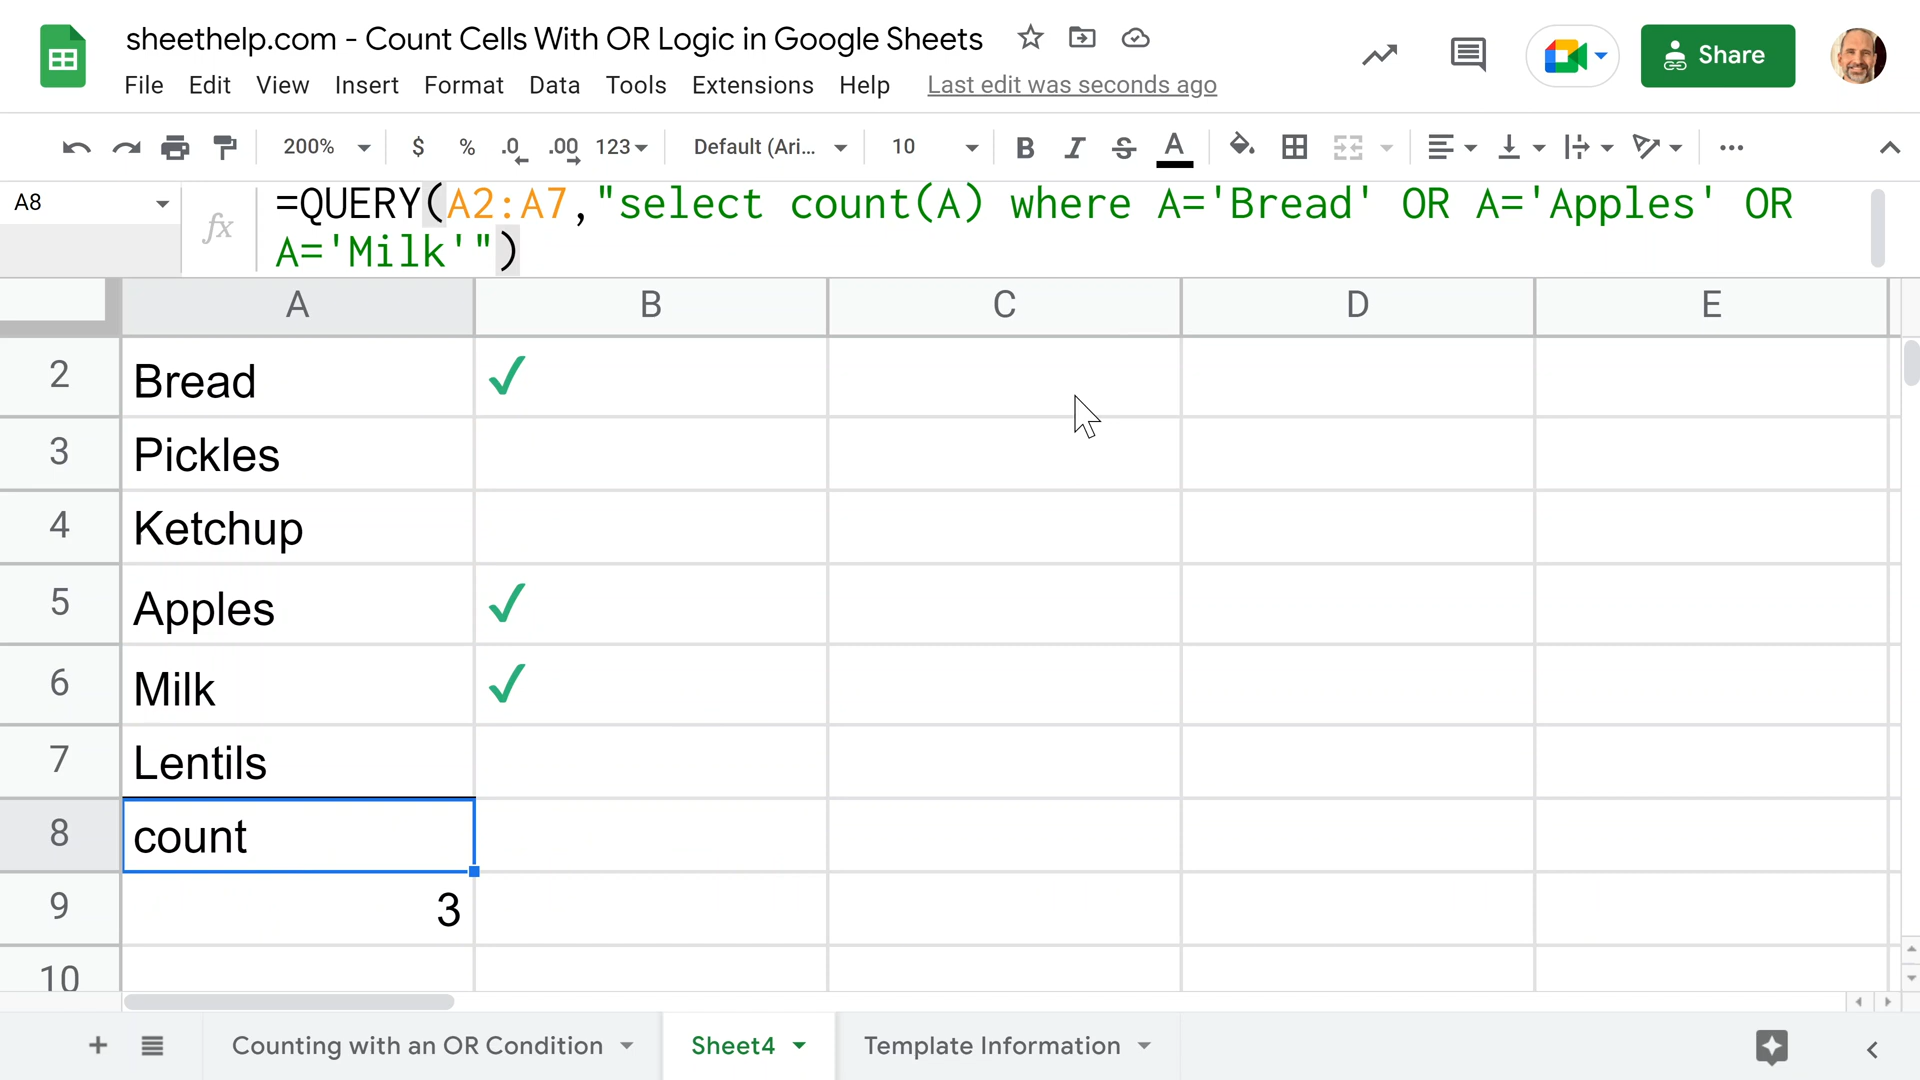 sheethelp.com - Count Cells With OR Logic in Google Sheets
File Edit View Insert Format Data Tools Extensions Help Last edit was seconds ago
Share
200% $ % .0 .00 123 Default (Ari... 10 B I S A
A8
fx
=QUERY(A2:A7,"select count(A) where A='Bread' OR A='Apples' OR
A='Milk'")
A B C D E
2 Bread ✓
3 Pickles
4 Ketchup
5 Apples ✓
6 Milk ✓
7 Lentils
8 count
9 3
10
+ Counting with an OR Condition Sheet4 Template Information